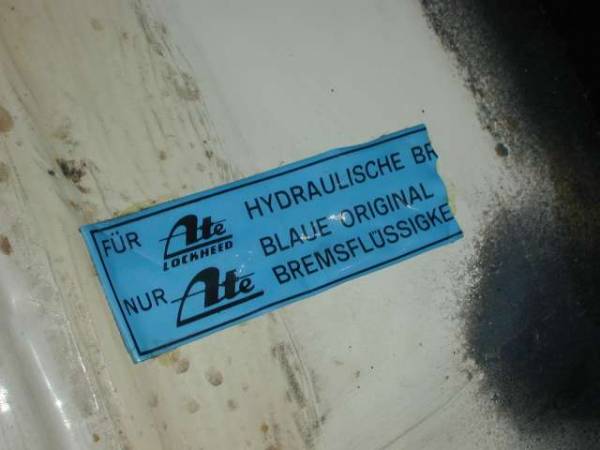 FÜR Ate LOCKHEED HYDRAULISCHE BR
NUR Ate BLAUE ORIGINAL
BREMSFLÜSSIGKE